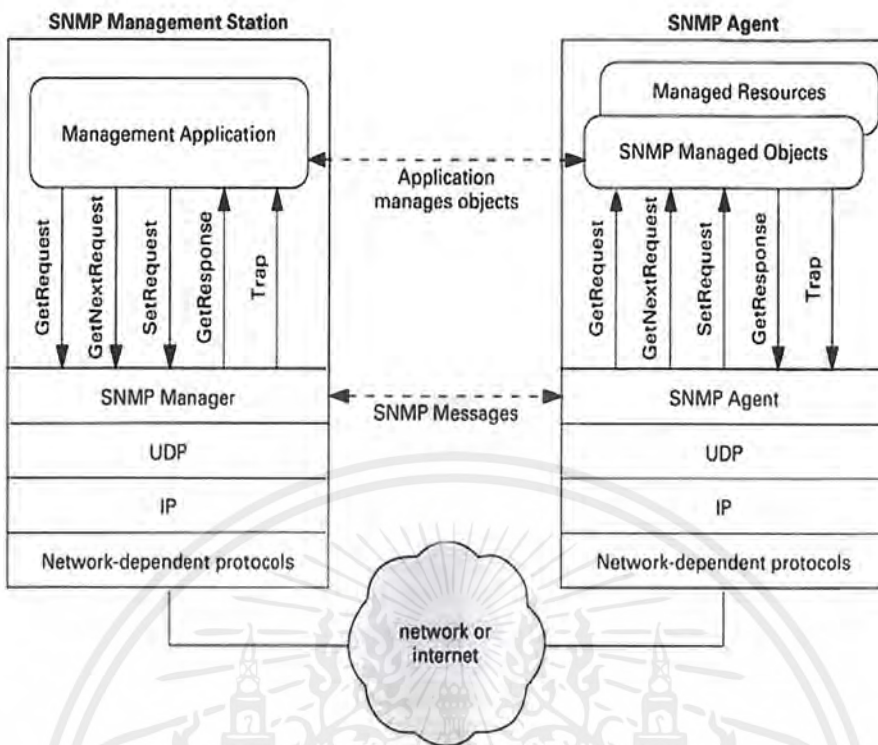 SNMP Management Station
SNMP Agent
Management Application
Managed Resources
SNMP Managed Objects
Application
manages objects
GetRequest
GetNextRequest
SetRequest
GetResponse
Trap
GetRequest
GetNextRequest
SetRequest
GetResponse
Trap
SNMP Manager
SNMP Messages
SNMP Agent
UDP
UDP
IP
IP
Network-dependent protocols
Network-dependent protocols
network or
internet